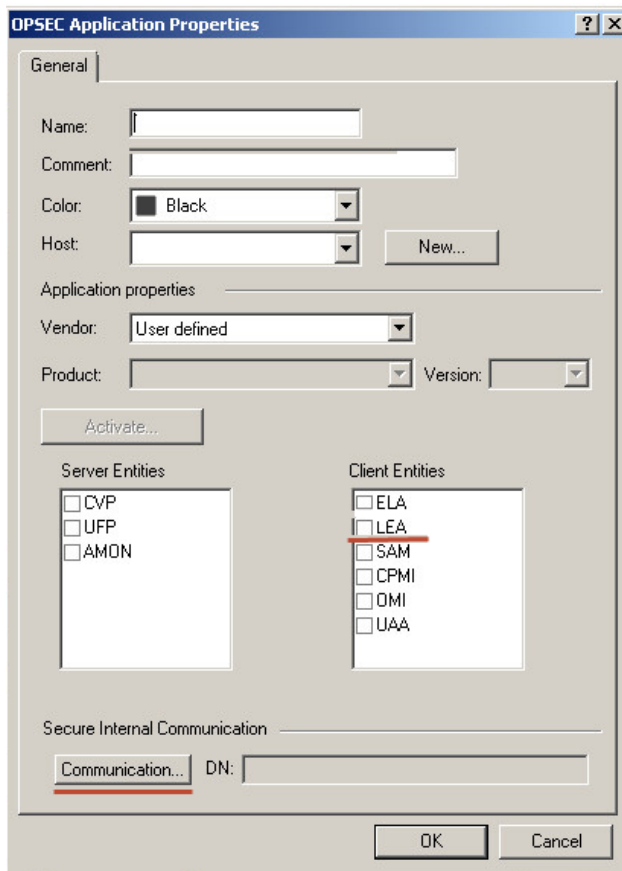 OPSEC Application Properties
General
Name:
Comment:
Color: Black
Host: New...
Application properties
Vendor: User defined
Product: Version:
Activate...
Server Entities Client Entities
CVP ELA
UFP LEA
AMON SAM
CPMI
OMI
UAA
Secure Internal Communication
Communication... DN:
OK Cancel